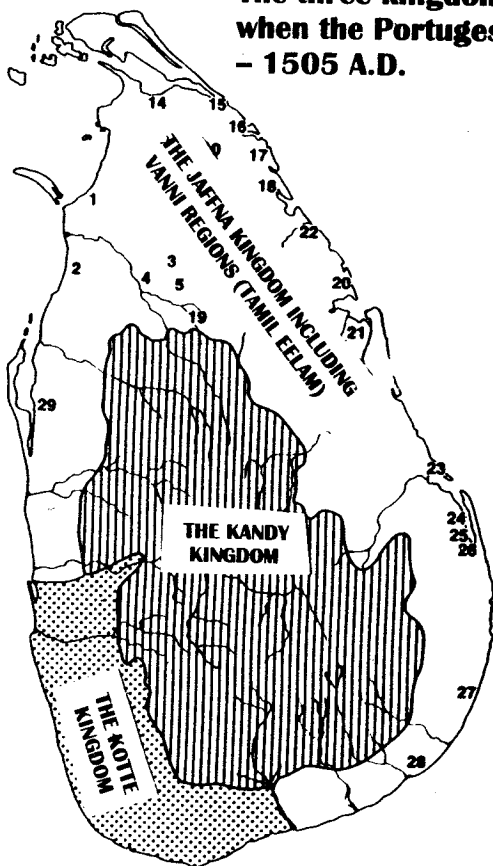 when the Portuges
– 1505 A.D.
14
15
16
0
17
18
1
THE JAFFNA KINGDOM INCLUDING
VANNI REGIONS (TAMIL EELAM)
22
2
3
4
5
20
19
21
29
23
THE KANDY
KINGDOM
24
25
26
THE KOTTE
KINGDOM
27
28